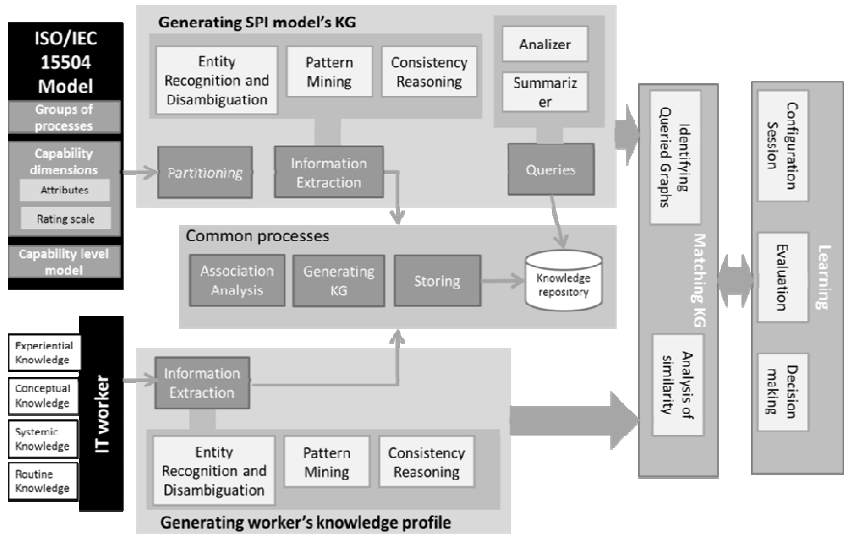 ISO/IEC
15504
Model
Groups of
processes
Capability
dimensions
Attributes
Rating scale
Capability level
model
Generating SPI model's KG
Entity
Recognition and
Disambiguation
Pattern
Mining
Consistency
Reasoning
Analizer
Summariz
er
Partitioning
Information
Extraction
Queries
Common processes
Association
Analysis
Generating
KG
Storing
Knowledge
repository
Experiential
Knowledge
Conceptual
Knowledge
Systemic
Knowledge
Routine
Knowledge
IT worker
Information
Extraction
Entity
Recognition and
Disambiguation
Pattern
Mining
Consistency
Reasoning
Generating worker's knowledge profile
Identifying
Queried Graphs
Matching KG
Analysis of
similarity
Configuration
Session
Evaluation
Learning
Decision
making